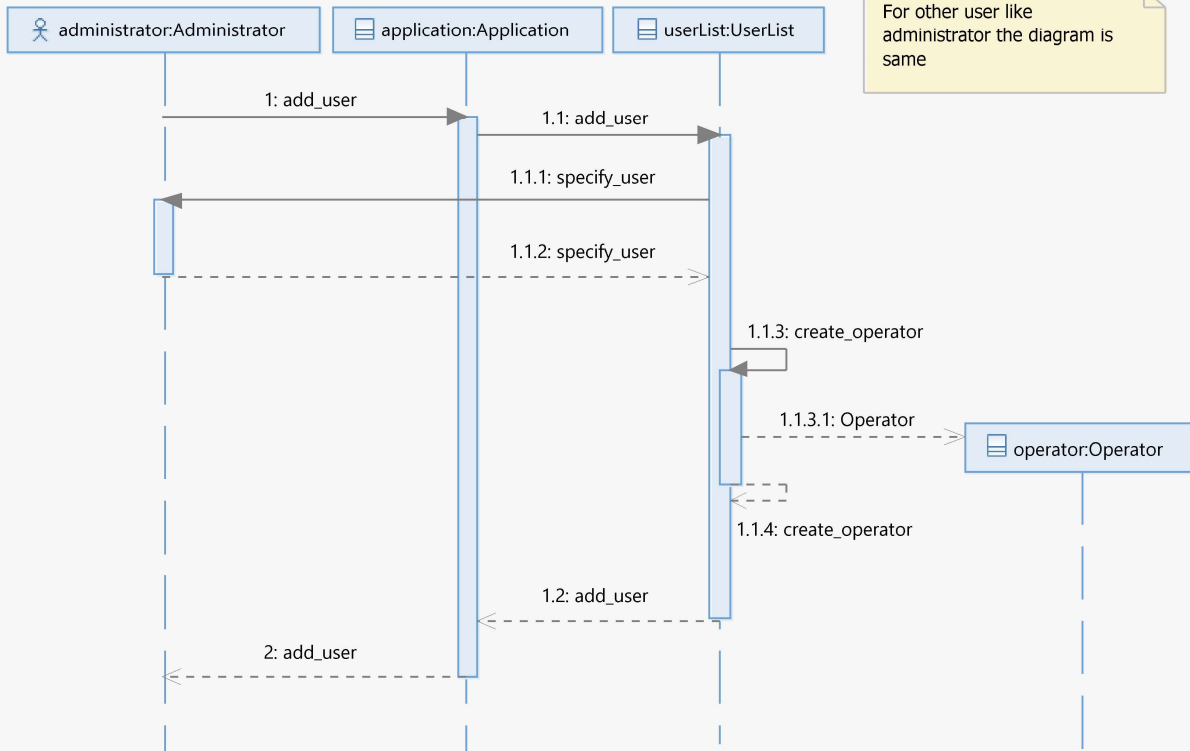 administrator:Administrator
application:Application
userList:UserList
For other user like
administrator the diagram is
same
1: add_user
1.1: add_user
1.1.1: specify_user
1.1.2: specify_user
1.1.3: create_operator
1.1.3.1: Operator
operator:Operator
1.1.4: create_operator
1.2: add_user
2: add_user